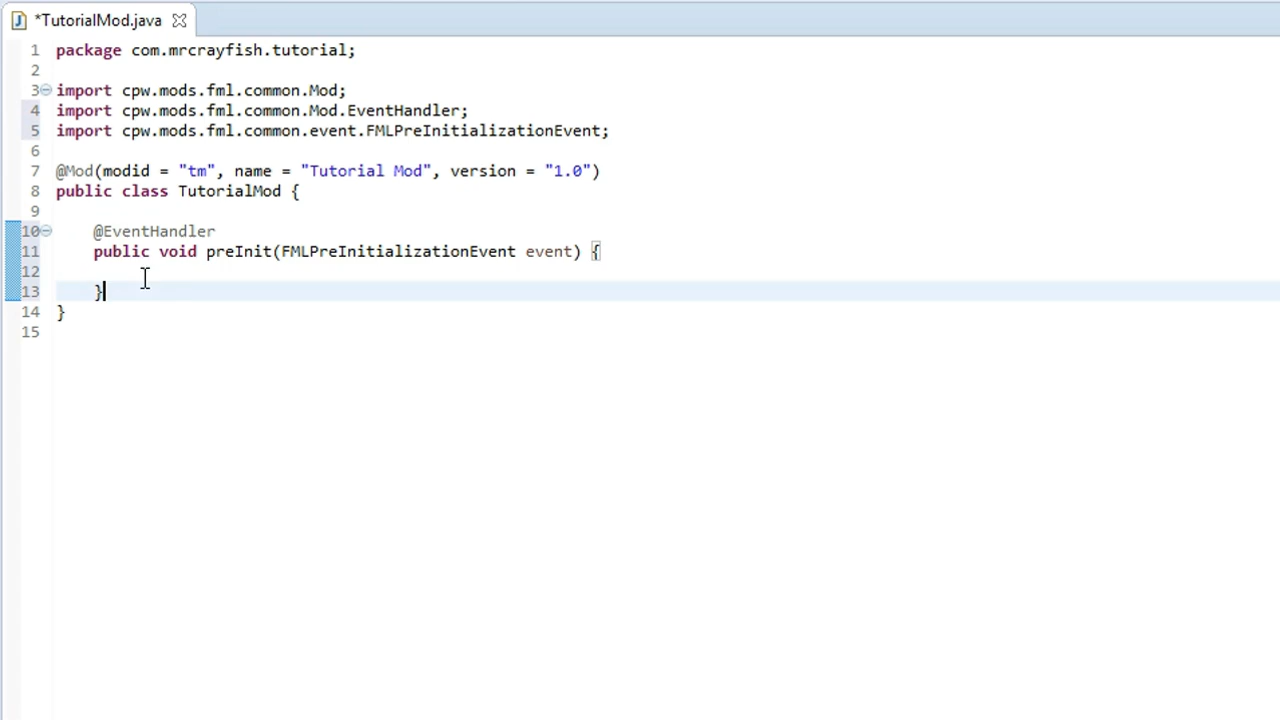 *TutorialMod.java
1 package com.mrcrayfish.tutorial;
2
3 import cpw.mods.fml.common.Mod;
4 import cpw.mods.fml.common.Mod.EventHandler;
5 import cpw.mods.fml.common.event.FMLPreInitializationEvent;
6
7 @Mod(modid = "tm", name = "Tutorial Mod", version = "1.0")
8 public class TutorialMod {
9
10 @EventHandler
11 public void preInit(FMLPreInitializationEvent event) {
12
13 }
14 }
15